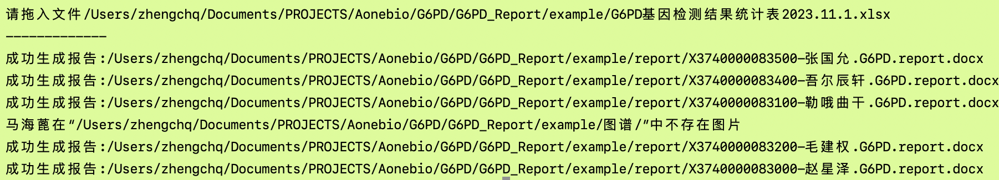 请拖入文件/Users/zhengchq/Documents/PROJECTS/Aonebio/G6PD/G6PD_Report/example/G6PD基因检测结果统计表2023.11.1.xlsx
-------------
成功生成报告:/Users/zhengchq/Documents/PROJECTS/Aonebio/G6PD/G6PD_Report/example/report/X3740000083500-张国允.G6PD.report.docx
成功生成报告:/Users/zhengchq/Documents/PROJECTS/Aonebio/G6PD/G6PD_Report/example/report/X3740000083400-吾尔辰轩.G6PD.report.docx
成功生成报告:/Users/zhengchq/Documents/PROJECTS/Aonebio/G6PD/G6PD_Report/example/report/X3740000083100-勒哦曲干.G6PD.report.docx
马海蓖在“/Users/zhengchq/Documents/PROJECTS/Aonebio/G6PD/G6PD_Report/example/图谱/”中不存在图片
成功生成报告:/Users/zhengchq/Documents/PROJECTS/Aonebio/G6PD/G6PD_Report/example/report/X3740000083200-毛建权.G6PD.report.docx
成功生成报告:/Users/zhengchq/Documents/PROJECTS/Aonebio/G6PD/G6PD_Report/example/report/X3740000083000-赵星泽.G6PD.report.docx